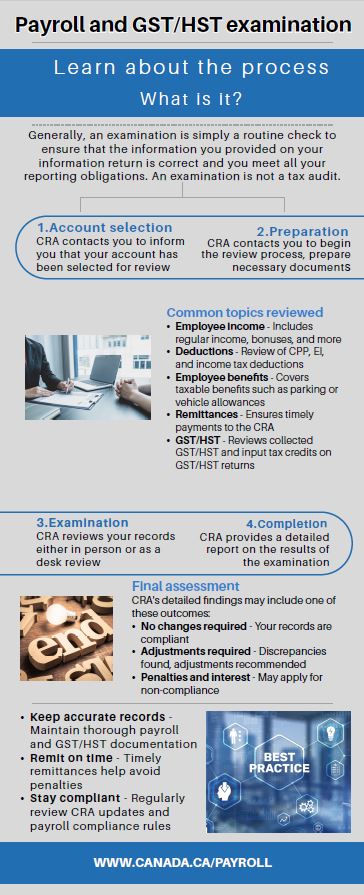 Payroll and GST/HST examination
Learn about the process
What is it?
Generally, an examination is simply a routine check to
ensure that the information you provided on your
information return is correct and you meet all your
reporting obligations. An examination is not a tax audit.
1.Account selection
CRA contacts you to inform
you that your account has
been selected for review
2.Preparation
CRA contacts you to begin
the review process, prepare
necessary documents
Common topics reviewed
• Employee Income - Includes
regular income, bonuses, and more
• Deductions - Review of CPP, EI,
and income tax deductions
• Employee benefits - Covers
taxable benefits such as parking or
vehicle allowances
• Remittances - Ensures timely
payments to the CRA
• GST/HST - Reviews collected
GST/HST and input tax credits on
GST/HST returns
3.Examination
CRA reviews your records
either in person or as a
desk review
4.Completion
CRA provides a detailed
report on the results of
the examination
Final assessment
CRA's detailed findings may include one of
these outcomes:
• No changes required - Your records are
compliant
• Adjustments required - Discrepancies
found, adjustments recommended
• Penalties and interest - May apply for
non-compliance
end
• Keep accurate records -
Maintain thorough payroll
and GST/HST documentation
• Remit on time - Timely
remittances help avoid
penalties
• Stay compliant - Regularly
review CRA updates and
payroll compliance rules
BEST
PRACTICE
WWW.CANADA.CA/PAYROLL